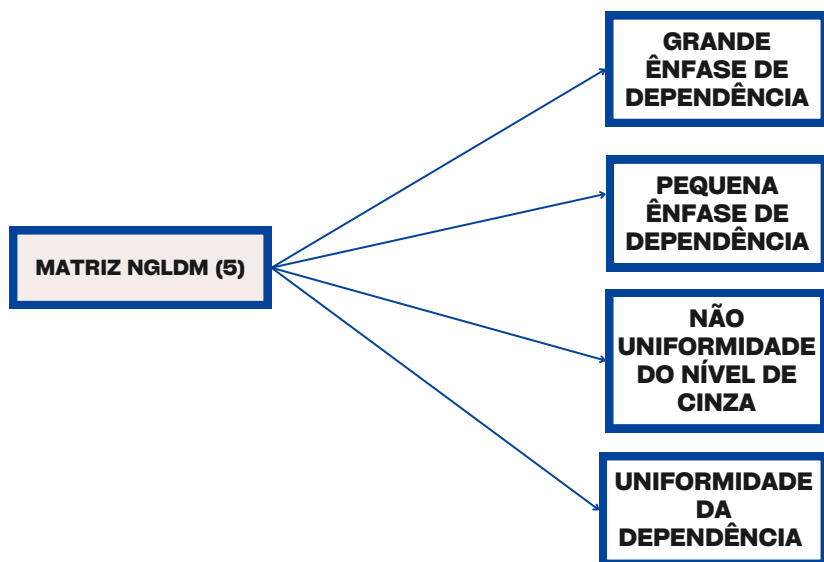 MATRIZ NGLDM (5)
GRANDE
ÊNFASE DE
DEPENDÊNCIA
PEQUENA
ÊNFASE DE
DEPENDÊNCIA
NÃO
UNIFORMIDADE
DO NÍVEL DE
CINZA
UNIFORMIDADE
DA
DEPENDÊNCIA